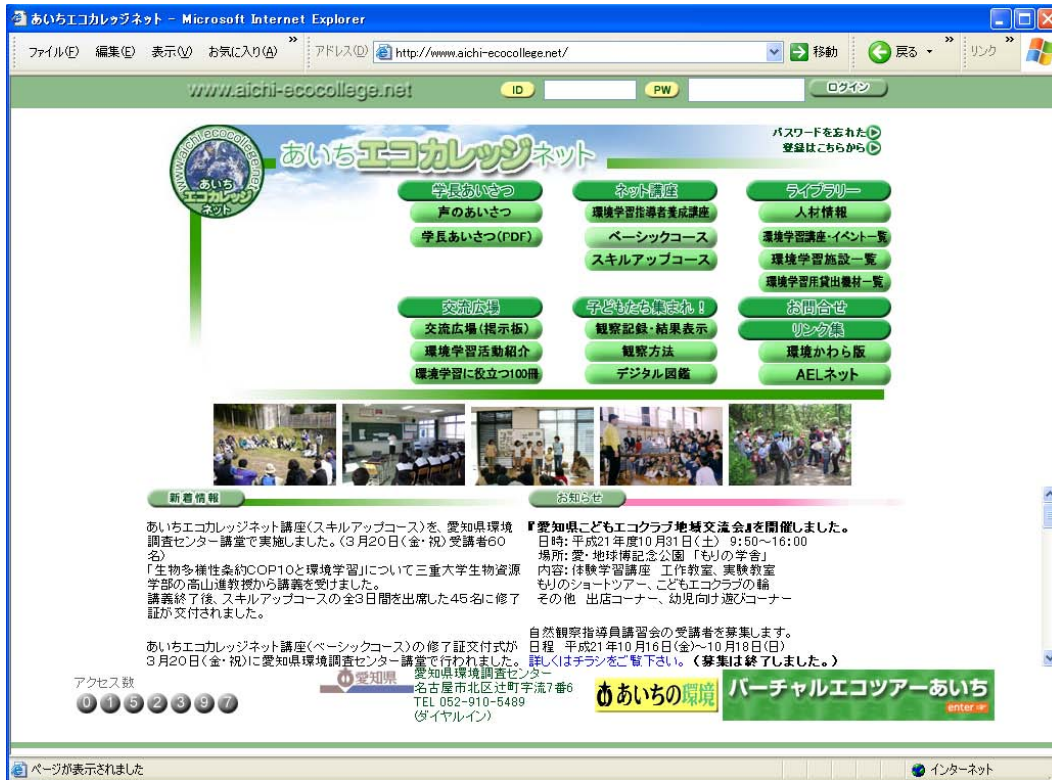 あいちエコカレッジネット - Microsoft Internet Explorer
ファイル(F) 編集(E) 表示(V) お気に入り(A) » アドレス(D) http://www.aichi-ecocollege.net/ 移動 戻る » リンク »
www.aichi-ecocollege.net ID PW ログイン
パスワードを忘れた
登録はこちらから
www.aichi.ecocollege.net
あいち
エコカレッジ
ネット
あいちエコカレッジネット
学長あいさつ
声のあいさつ
学長あいさつ(PDF)
ネット講座
環境学習指導者養成講座
ベーシックコース
スキルアップコース
ライブラリー
人材情報
環境学習講座・イベント一覧
環境学習施設一覧
環境学習用貸出機材一覧
交流広場
交流広場(掲示板)
環境学習活動紹介
環境学習に役立つ100冊
子どもたち集まれ!
観察記録・結果表示
観察方法
デジタル図鑑
お問合せ
リンク集
環境かわら版
AELネット
新着情報
あいちエコカレッジネット講座(スキルアップコース)を、愛知県環境
調査センター講堂で実施しました。(3月20日(金・祝)受講者60
名)
「生物多様性条約COP10と環境学習」について三重大学生物資源
学部の高山進教授から講義を受けました。
講義終了後、スキルアップコースの全3日間を出席した45名に修了
証が交付されました。
あいちエコカレッジネット講座(ベーシックコース)の修了証交付式が
3月20日(金・祝)に愛知県環境調査センター講堂で行われました。
お知らせ
『愛知県こどもエコクラブ地域交流会』を開催しました。
日時:平成21年度10月31日(土) 9:50~16:00
場所:愛・地球博記念公園「もりの学舎」
内容:体験学習講座 工作教室、実験教室
もりのショートツアー、こどもエコクラブの輪
その他 出店コーナー、幼児向け遊びコーナー
自然観察指導員講習会の受講者を募集します。
日程 平成21年10月16日(金)~10月18日(日)
詳しくはチラシをご覧下さい。(募集は終了しました。)
アクセス数
0152397
愛知県
愛知県環境調査センター
名古屋市北区辻町字流7番6
TEL 052-910-5489
(ダイヤルイン)
あいちの環境
バーチャルエコツアーあいち
enter
ページが表示されました インターネット